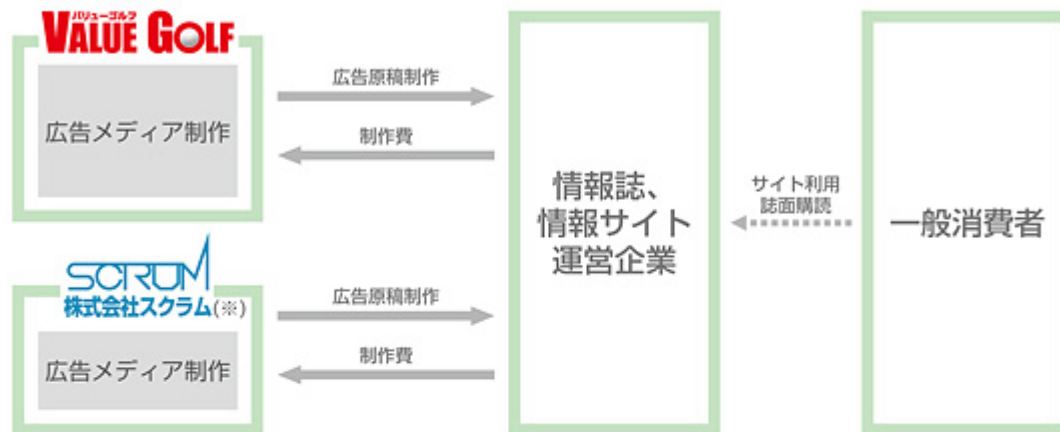 バリューゴルフ
VALUE GOLF
広告メディア制作
広告原稿制作
制作費
SCRUM
株式会社スクラム(※)
広告メディア制作
広告原稿制作
制作費
情報誌、
情報サイト
運営企業
サイト利用
誌面購読
一般消費者